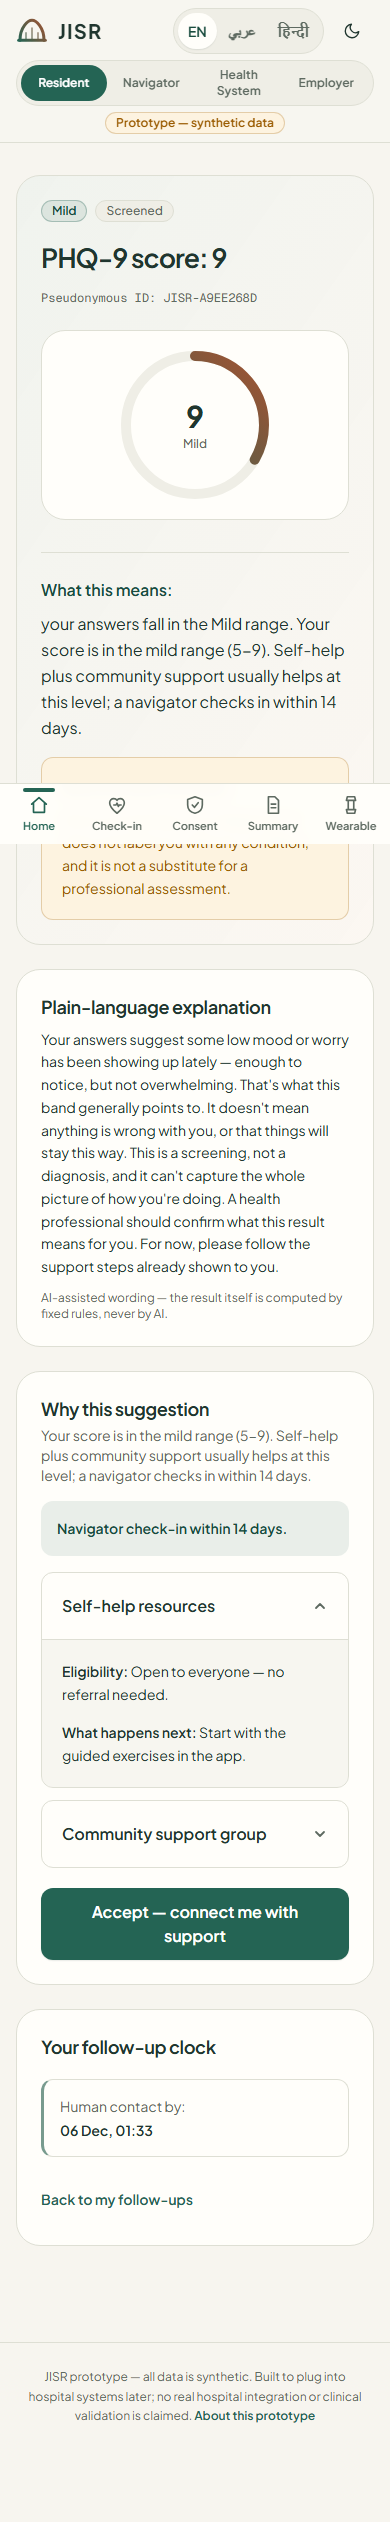 JISR
EN
عربي
हिन्दी
Resident
Navigator
Health
System
Employer
Prototype — synthetic data
Mild
Screened
PHQ-9 score: 9
Pseudonymous ID: JISR-A9EE268D
9
Mild
What this means:
your answers fall in the Mild range. Your
score is in the mild range (5–9). Self-help
plus community support usually helps at
this level; a navigator checks in within 14
days.
Home
Check-in
Consent
Summary
Wearable
does not label you with any condition,
and it is not a substitute for a
professional assessment.
Plain-language explanation
Your answers suggest some low mood or worry
has been showing up lately — enough to
notice, but not overwhelming. That's what this
band generally points to. It doesn't mean
anything is wrong with you, or that things will
stay this way. This is a screening, not a
diagnosis, and it can't capture the whole
picture of how you're doing. A health
professional should confirm what this result
means for you. For now, please follow the
support steps already shown to you.
AI-assisted wording — the result itself is computed by
fixed rules, never by AI.
Why this suggestion
Your score is in the mild range (5–9). Self-help
plus community support usually helps at this
level; a navigator checks in within 14 days.
Navigator check-in within 14 days.
Self-help resources
Eligibility: Open to everyone — no
referral needed.
What happens next: Start with the
guided exercises in the app.
Community support group
Accept — connect me with
support
Your follow-up clock
Human contact by:
06 Dec, 01:33
Back to my follow-ups
JISR prototype — all data is synthetic. Built to plug into
hospital systems later; no real hospital integration or clinical
validation is claimed. About this prototype